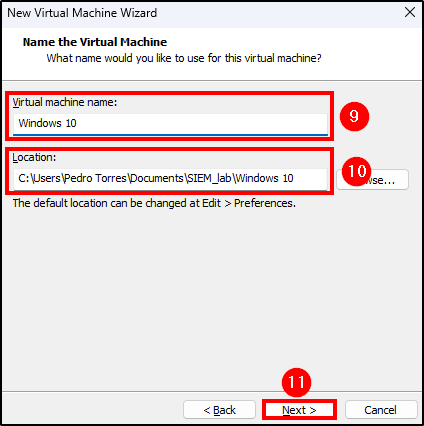 New Virtual Machine Wizard
Name the Virtual Machine
What name would you like to use for this virtual machine?
Virtual machine name:
Windows 10
9
Location:
C:\Users\Pedro Torres\Documents\SIEM_lab\Windows 10
10
The default location can be changed at Edit > Preferences.
11
< Back
Next >
Cancel